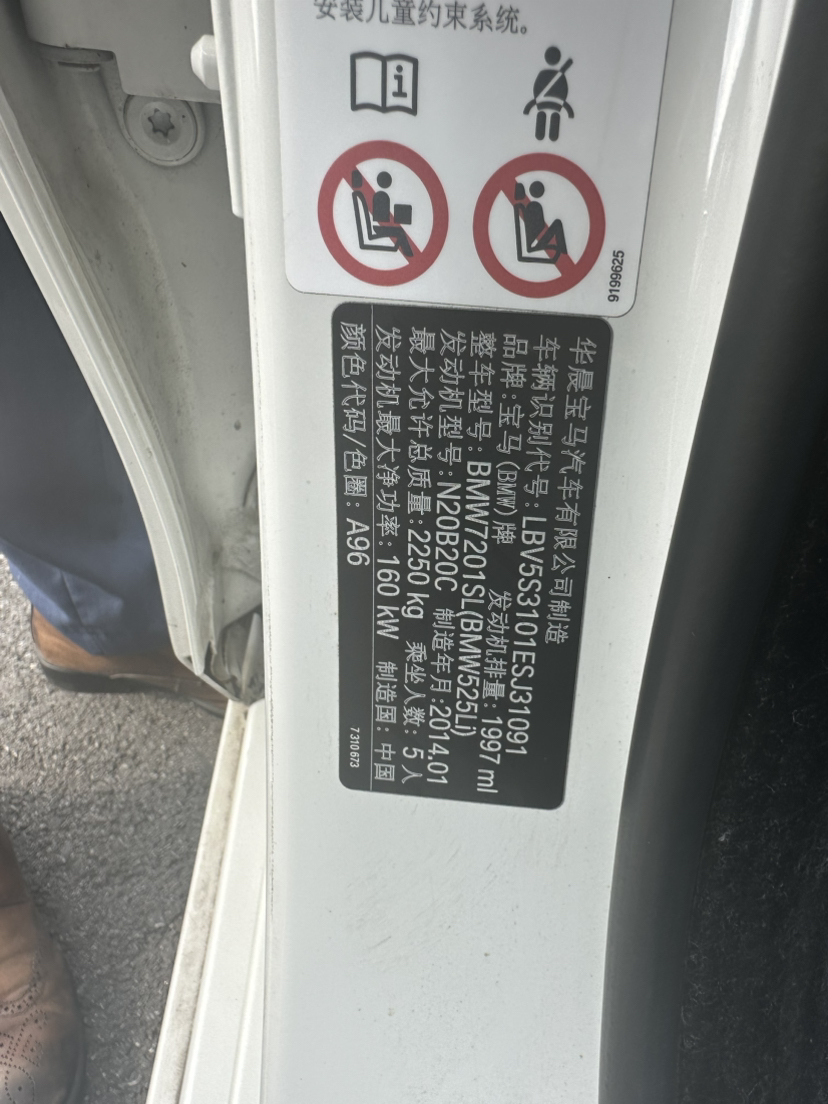 安装儿童约束系统。
9199625
华晨宝马汽车有限公司制造
车辆识别代号: LBV5S3101ESJ31091
品牌: 宝马(BMW)牌 发动机排量: 1997 ml
整车型号: BMW7201SL(BMW525Li)
发动机型号: N20B20C 制造年月: 2014.01
最大允许总质量: 2250 kg 乘坐人数: 5 人
发动机最大净功率: 160 kW 制造国: 中国
颜色代码/色圈: A96
7 310 673